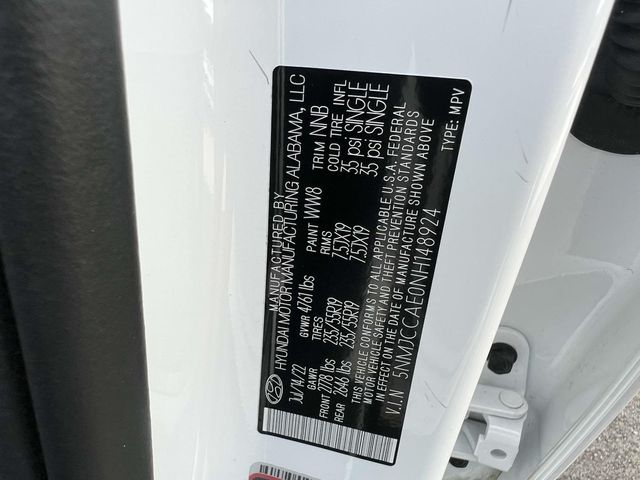 MANUFACTURED BY
HYUNDAI MOTOR MANUFACTURING ALABAMA, LLC
JUL/14/22 GVWR 4761 lbs PAINT WW8 TRIM NNB
GAWR TIRES RIMS COLD TIRE INFL
FRONT 2778 lbs 235/55R19 7.5JX19 35 psi SINGLE
REAR 2646 lbs 235/55R19 7.5JX19 35 psi SINGLE
THIS VEHICLE CONFORMS TO ALL APPLICABLE U.S.A. FEDERAL
MOTOR VEHICLE SAFETY AND THEFT PREVENTION STANDARDS
IN EFFECT ON THE DATE OF MANUFACTURE SHOWN ABOVE
V.I.N 5NMJCCAE0NH148924 TYPE: MPV